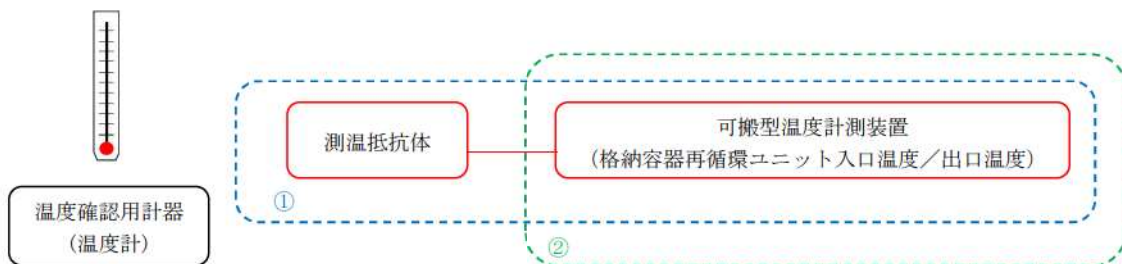 測温抵抗体
可搬型温度計測装置
（格納容器再循環ユニット入口温度／出口温度）
①
②
温度確認用計器
（温度計）